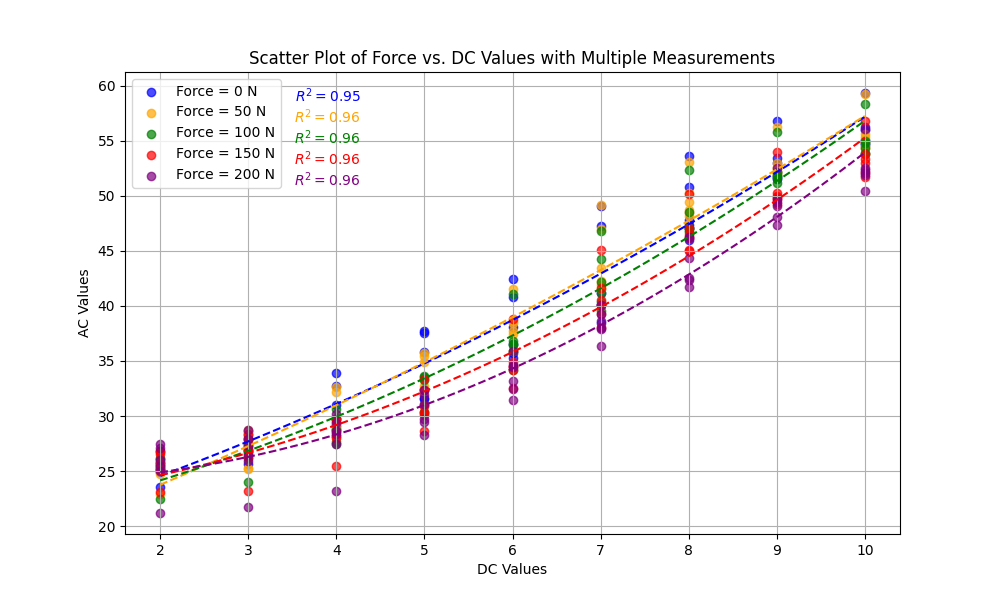 Scatter Plot of Force vs. DC Values with Multiple Measurements
Force = 0 N
Force = 50 N
Force = 100 N
Force = 150 N
Force = 200 N
R² = 0.95
R² = 0.96
R² = 0.96
R² = 0.96
R² = 0.96
AC Values
60
55
50
45
40
35
30
25
20
2 3 4 5 6 7 8 9 10
DC Values